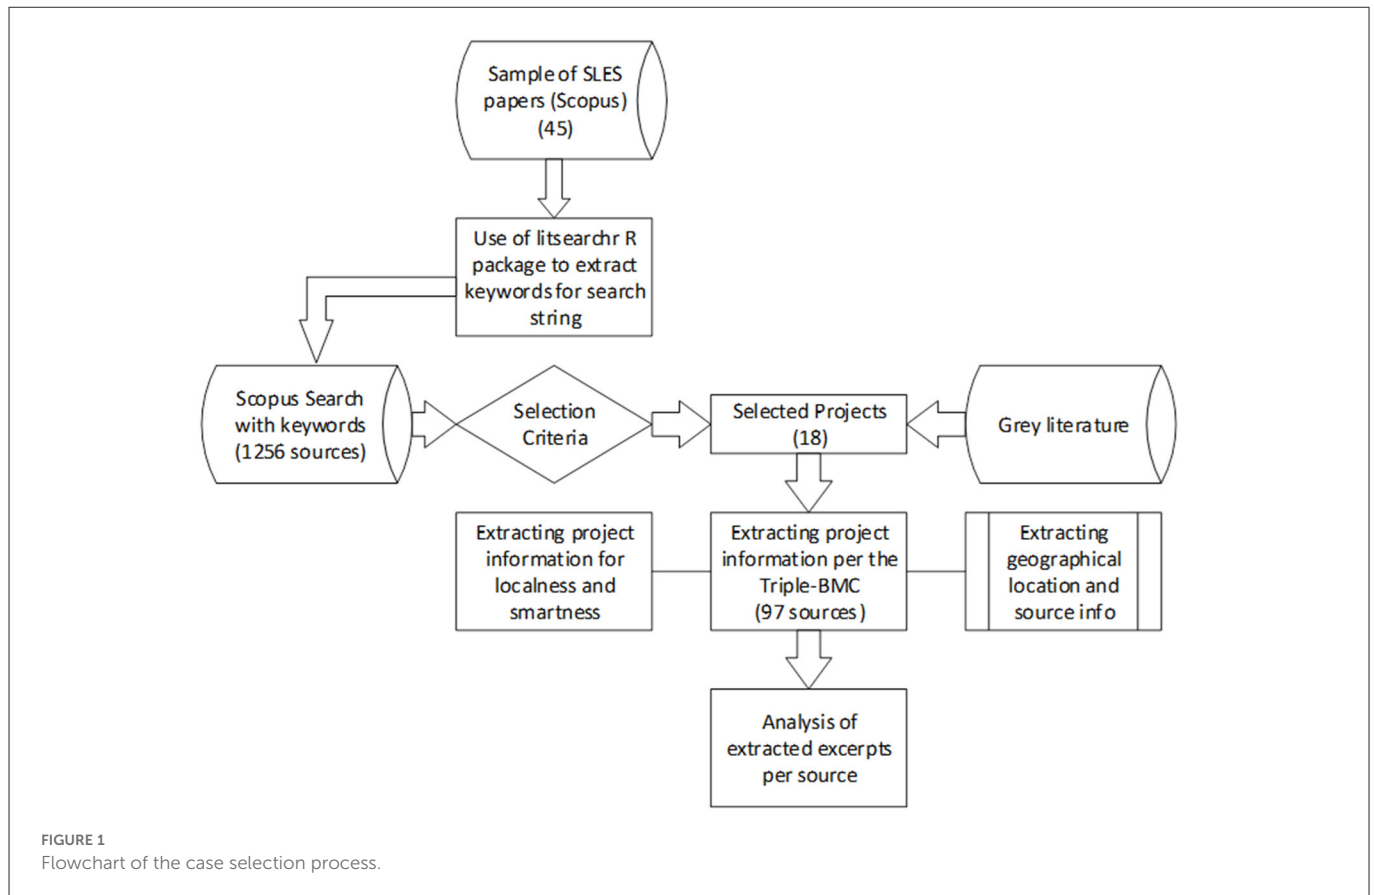 Sample of SLES
papers (Scopus)
(45)
Use of litsearchr R
package to extract
keywords for search
string
Scopus Search
with keywords
(1256 sources)
Selection
Criteria
Selected Projects
(18)
Grey literature
Extracting project
information for
localness and
smartness
Extracting project
information per the
Triple-BMC
(97 sources)
Extracting
geographical
location and
source info
Analysis of
extracted excerpts
per source
FIGURE 1
Flowchart of the case selection process.